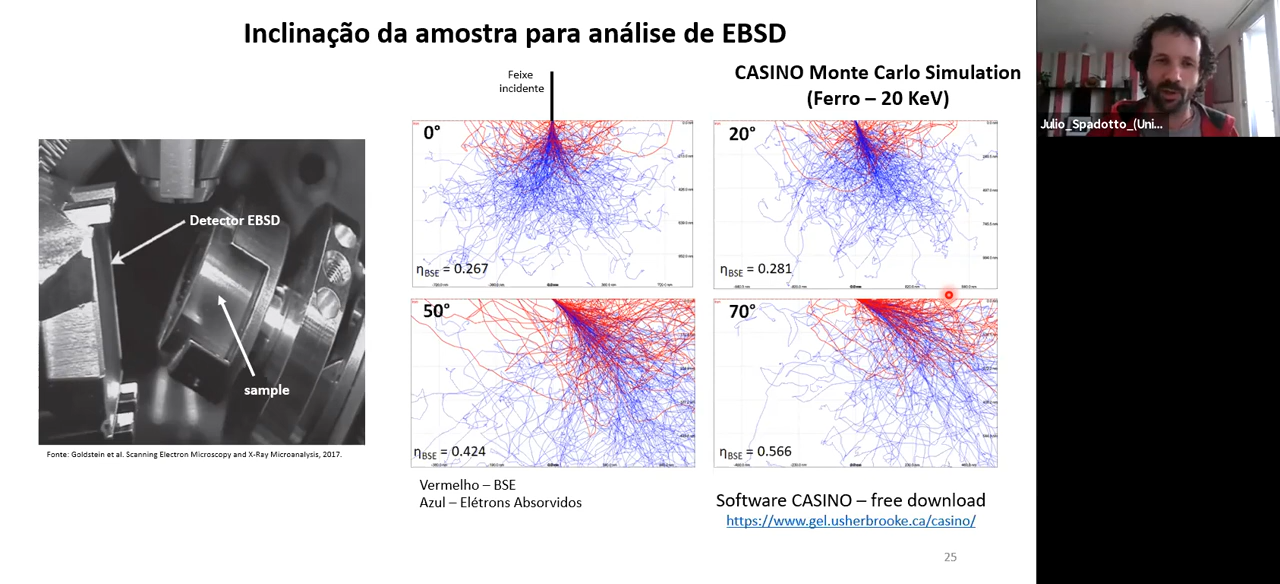 Inclinação da amostra para análise de EBSD
Feixe
incidente
CASINO Monte Carlo Simulation
(Ferro – 20 KeV)
Julio_Spadotto_(Uni...
0°
20°
Detector EBSD
sample
ηBSE = 0.267
ηBSE = 0.281
50°
70°
ηBSE = 0.424
ηBSE = 0.566
Fonte: Goldstein et al. Scanning Electron Microscopy and X-Ray Microanalysis, 2017.
Vermelho – BSE
Azul – Elétrons Absorvidos
Software CASINO – free download
https://www.gel.usherbrooke.ca/casino/
25